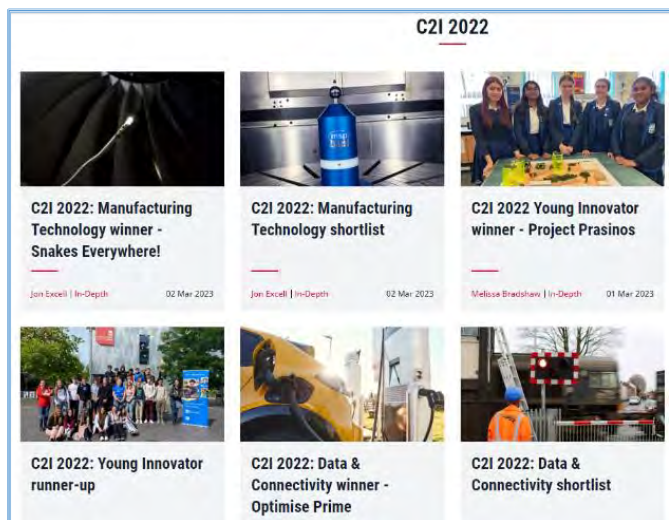 C2I 2022
C2I 2022: Manufacturing
Technology winner -
Snakes Everywhere!
Jon Excell | In-Depth
02 Mar 2023
C2I 2022: Manufacturing
Technology shortlist
Jon Excell | In-Depth
02 Mar 2023
C2I 2022 Young Innovator
winner - Project Prasinos
Melissa Bradshaw | In-Depth
01 Mar 2023
C2I 2022: Young Innovator
runner-up
C2I 2022: Data &
Connectivity winner -
Optimise Prime
C2I 2022: Data &
Connectivity shortlist